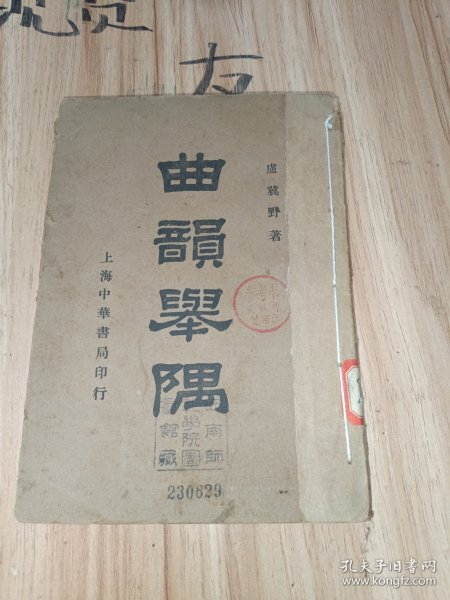 盧冀野著
曲韻舉隅
上海中華書局印行
南師
學院圖
館藏
230629
孔夫子旧书网
www.kongfz.com